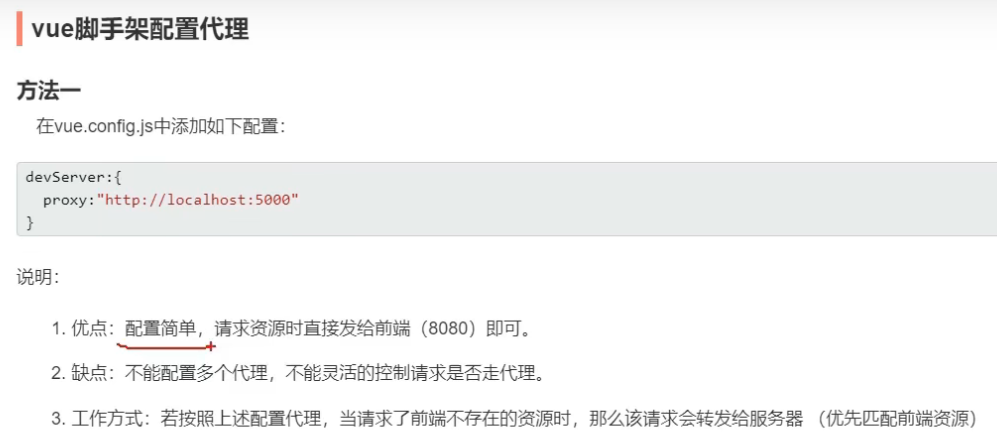 vue脚手架配置代理
方法一
在vue.config.js中添加如下配置：
devServer:{
proxy:"http://localhost:5000"
}
说明：
1. 优点：配置简单，请求资源时直接发给前端（8080）即可。
2. 缺点：不能配置多个代理，不能灵活的控制请求是否走代理。
3. 工作方式：若按照上述配置代理，当请求了前端不存在的资源时，那么该请求会转发给服务器 （优先匹配前端资源）